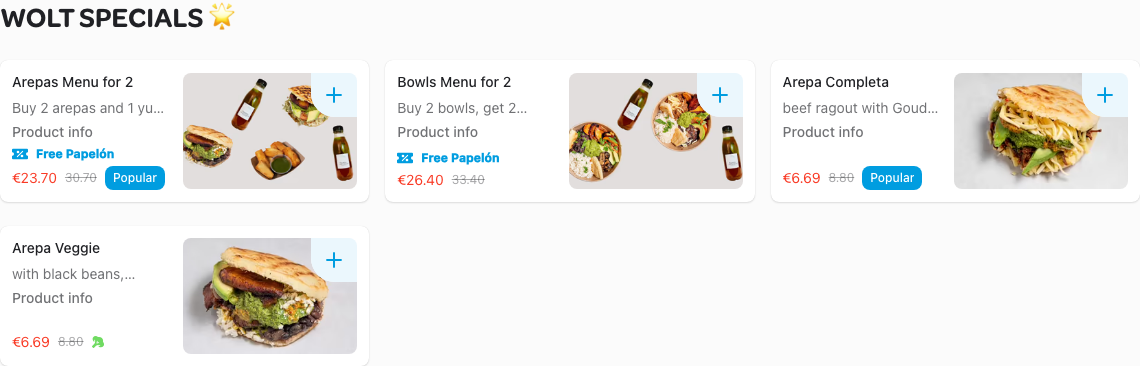 WOLT SPECIALS 🌟
Arepas Menu for 2
Buy 2 arepas and 1 yu...
Product info
Free Papelón
€23.70 30.70 Popular
Bowls Menu for 2
Buy 2 bowls, get 2...
Product info
Free Papelón
€26.40 33.40
Arepa Completa
beef ragout with Goud...
Product info
€6.69 8.80 Popular
Arepa Veggie
with black beans,...
Product info
€6.69 8.80